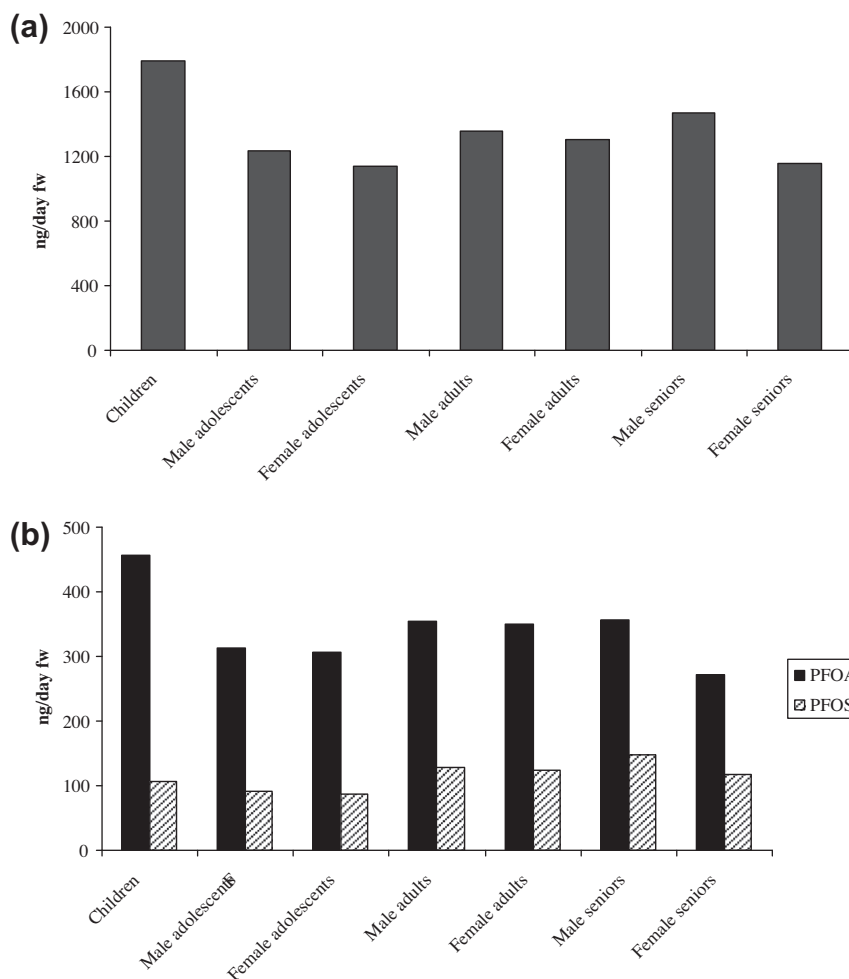 (a)
2000
1600
1200
800
400
0
ng/day fw
Children
Male adolescents
Female adolescents
Male adults
Female adults
Male seniors
Female seniors
(b)
500
400
300
200
100
0
ng/day fw
PFOA
PFOS
Children
Male adolescents
Female adolescents
Male adults
Female adults
Male seniors
Female seniors